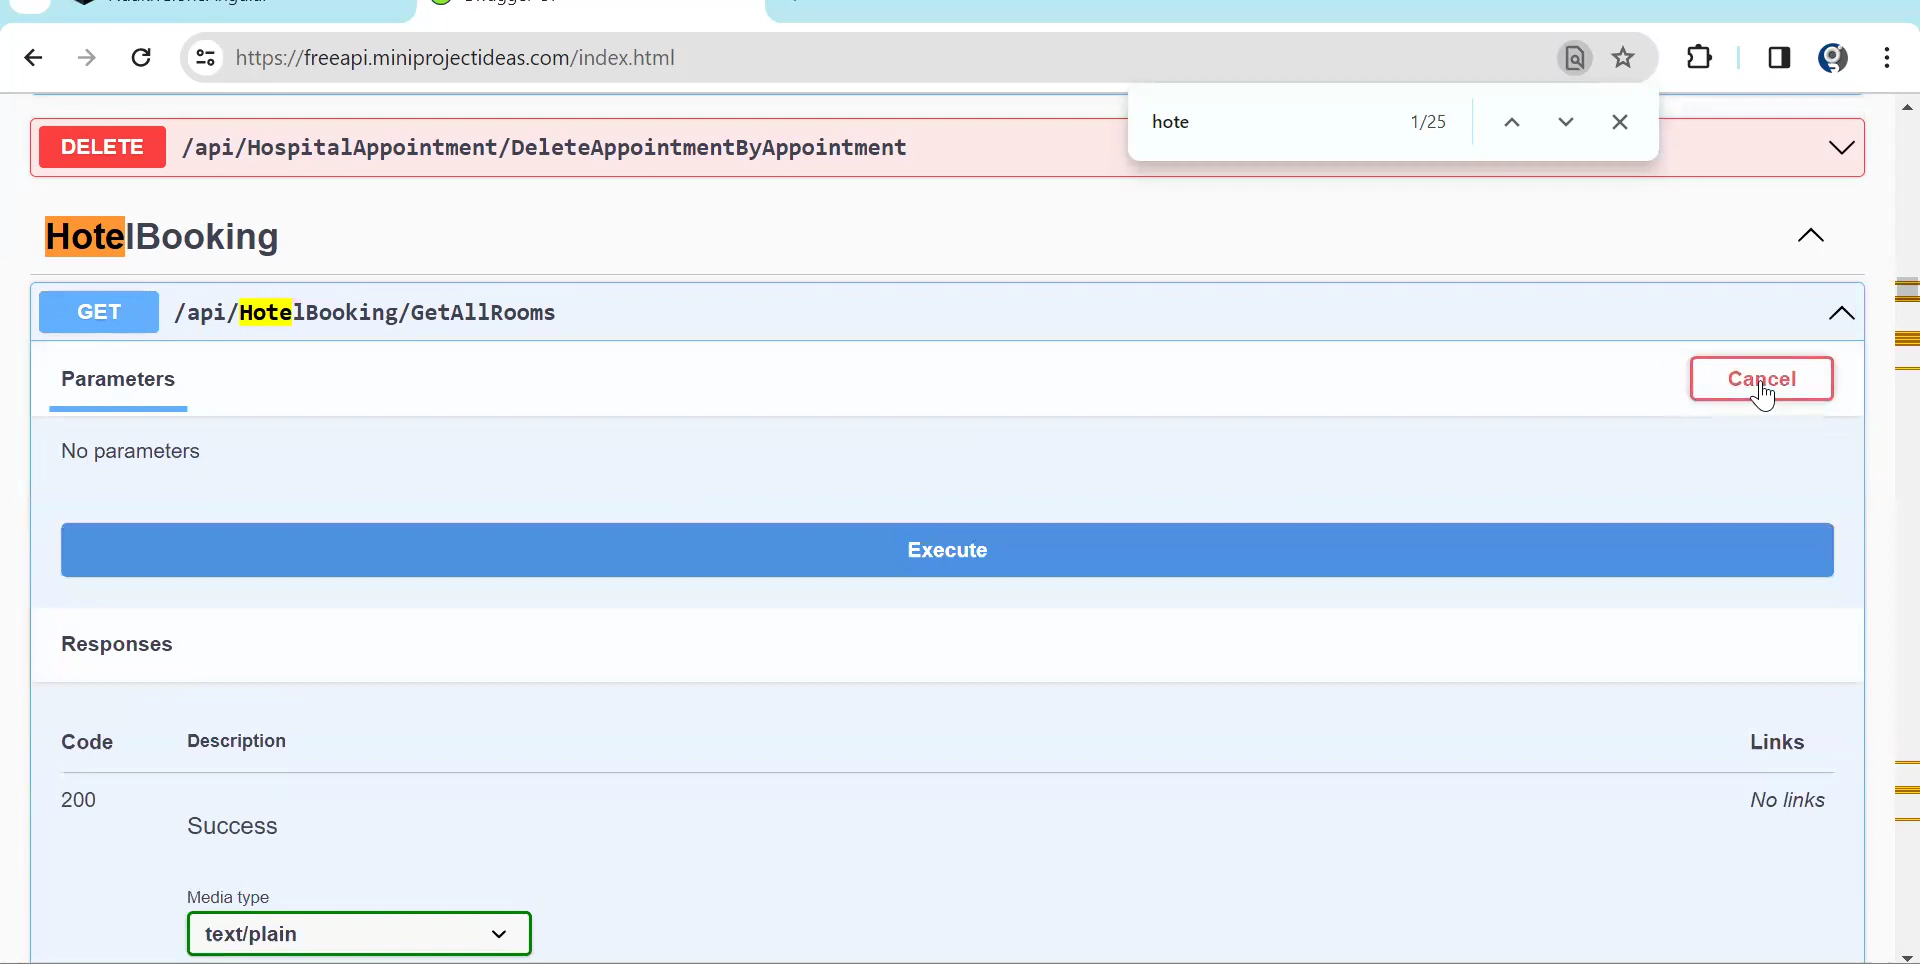 https://freeapi.miniprojectideas.com/index.html
hote 1/25
DELETE /api/HospitalAppointment/DeleteAppointmentByAppointment
HotelBooking
GET /api/HotelBooking/GetAllRooms
Parameters Cancel
No parameters
Execute
Responses
Code Description Links
200 No links
Success
Media type
text/plain